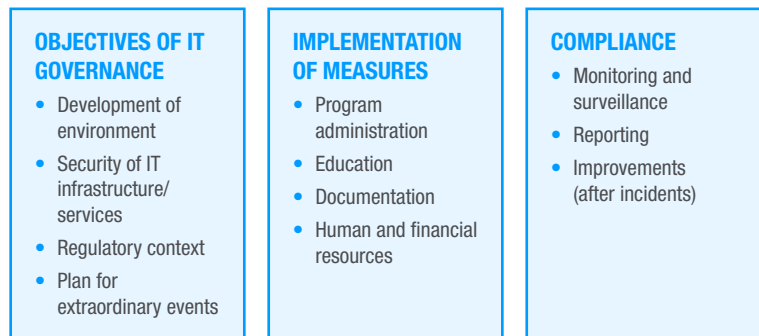 OBJECTIVES OF IT
GOVERNANCE
• Development of
environment
• Security of IT
infrastructure/
services
• Regulatory context
• Plan for
extraordinary events
IMPLEMENTATION
OF MEASURES
• Program
administration
• Education
• Documentation
• Human and financial
resources
COMPLIANCE
• Monitoring and
surveillance
• Reporting
• Improvements
(after incidents)